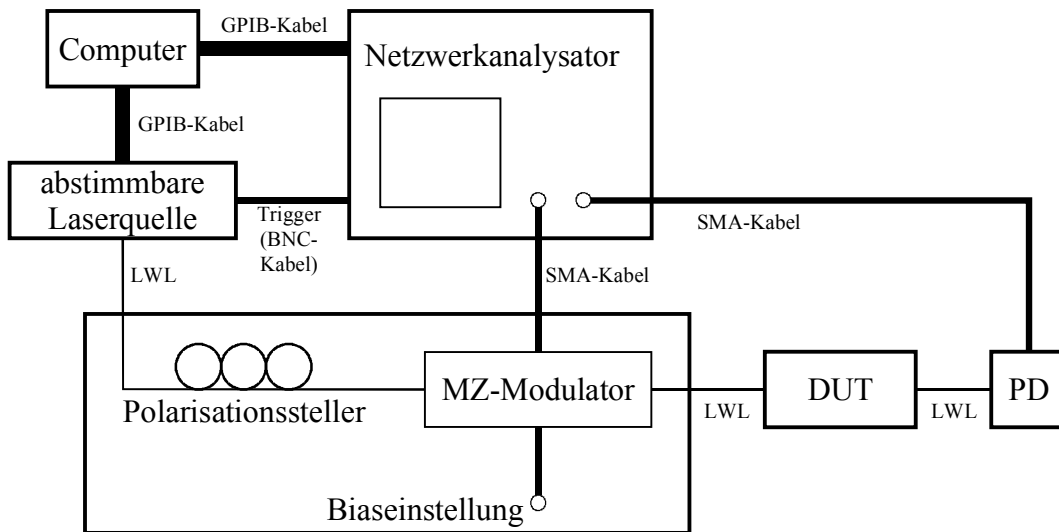 GPIB-Kabel
Computer
Netzwerkanalysator
GPIB-Kabel
abstimmbare
Laserquelle
Trigger
(BNC-
Kabel)
SMA-Kabel
LWL
SMA-Kabel
Polarisationssteller
MZ-Modulator
LWL
DUT
LWL
PD
Biaseinstellung